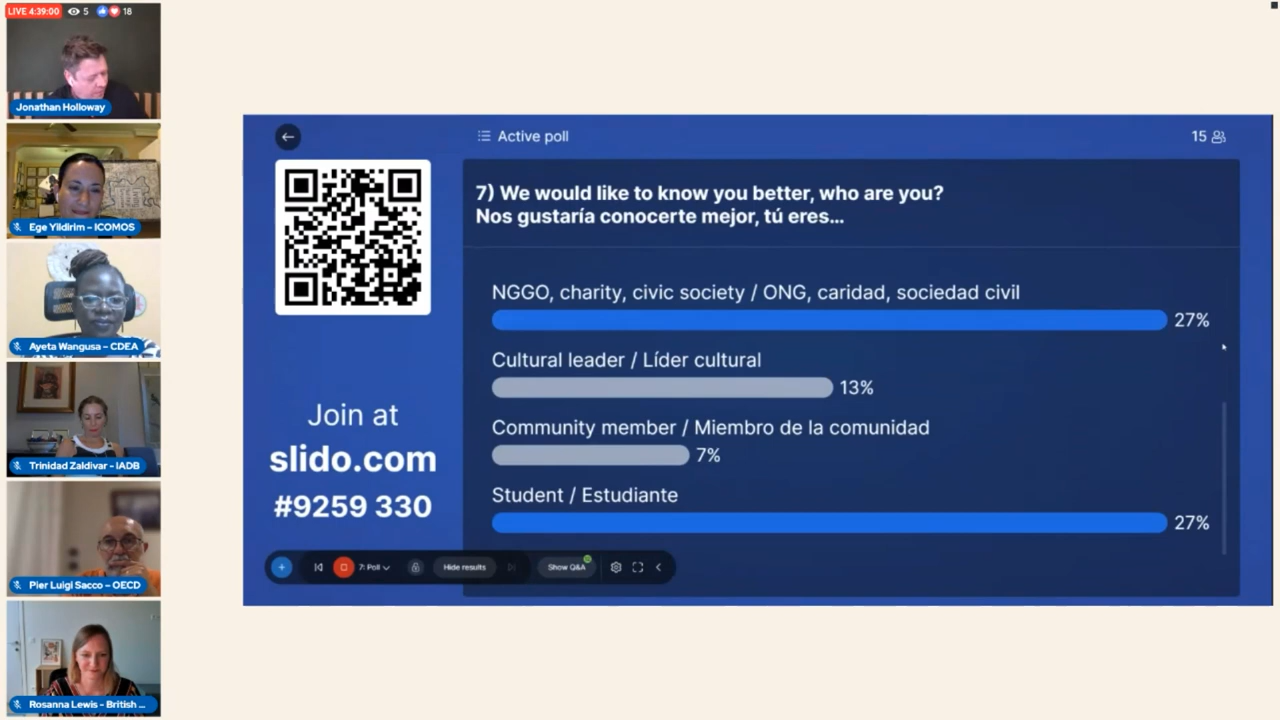 LIVE 4:39:00 5 18
Jonathan Holloway
Ege Yildirim – ICOMOS
Ayeta Wangusa – CDEA
Trinidad Zaldivar - IADB
Pier Luigi Sacco – OECD
Rosanna Lewis - British ...
Active poll
15
7) We would like to know you better, who are you?
Nos gustaría conocerte mejor, tú eres...
NGGO, charity, civic society / ONG, caridad, sociedad civil
27%
Cultural leader / Líder cultural
13%
Community member / Miembro de la comunidad
7%
Student / Estudiante
27%
Join at
slido.com
#9259 330
7: Poll
Hide results
Show Q&A